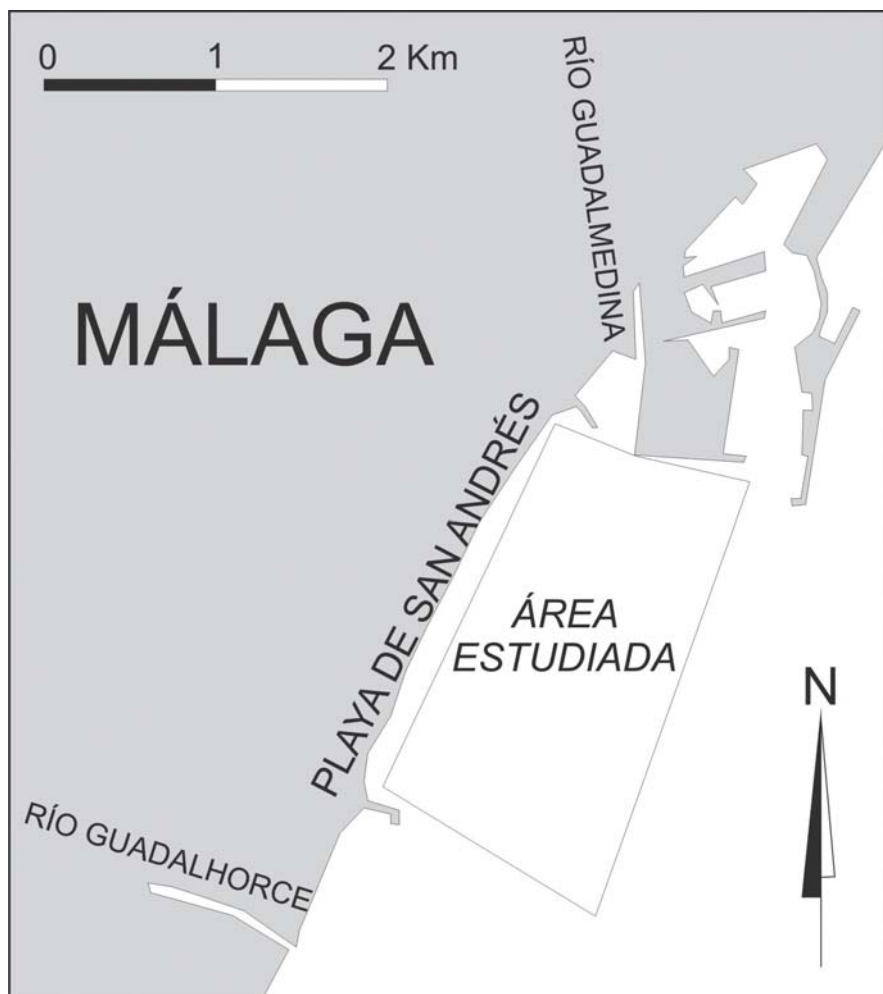 0 1 2 Km
RÍO GUADALMEDINA
MÁLAGA
PLAYA DE SAN ANDRÉS
ÁREA
ESTUDIADA
N
RÍO GUADALHORCE